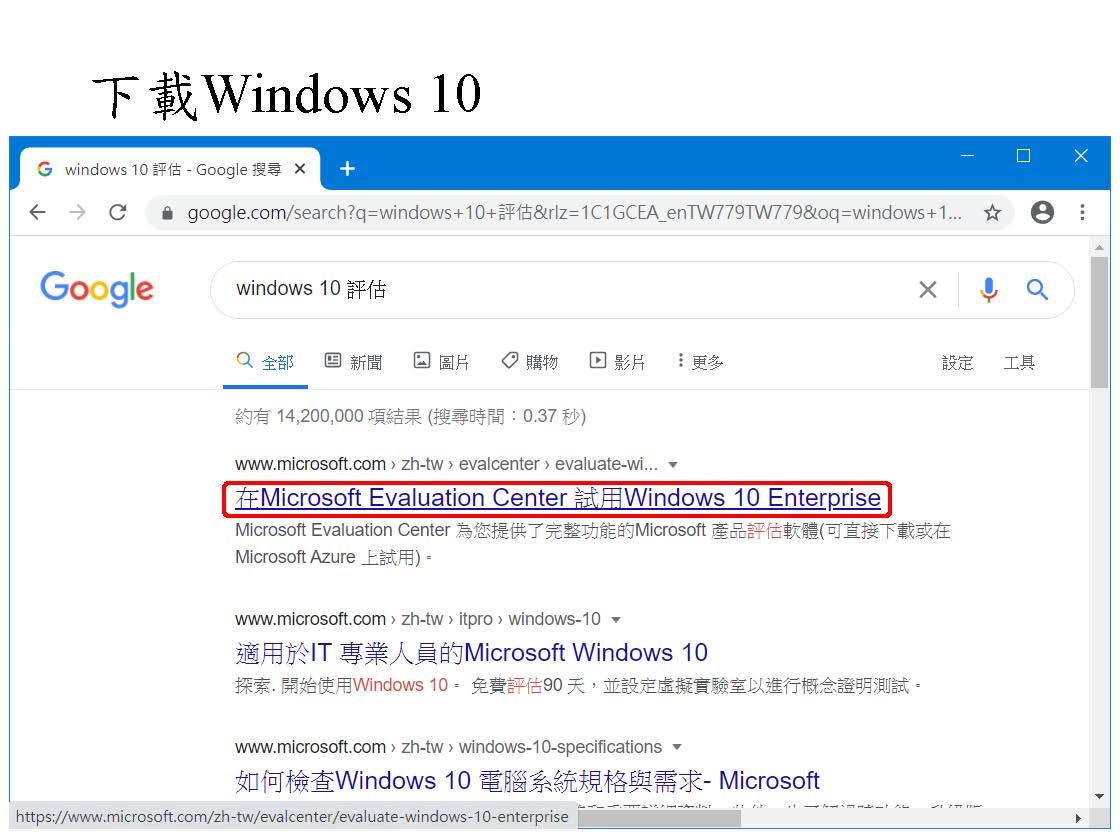 下載Windows 10
windows 10 評估 - Google 搜尋
google.com/search?q=windows+10+評估&rlz=1C1GCEA_enTW779TW779&oq=windows+1...
Google
windows 10 評估
全部 新聞 圖片 購物 影片 更多 設定 工具
約有 14,200,000 項結果 (搜尋時間：0.37 秒)
www.microsoft.com › zh-tw › evalcenter › evaluate-wi...
在Microsoft Evaluation Center 試用Windows 10 Enterprise
Microsoft Evaluation Center 為您提供了完整功能的Microsoft 產品評估軟體(可直接下載或在
Microsoft Azure 上試用)。
www.microsoft.com › zh-tw › itpro › windows-10
適用於IT 專業人員的Microsoft Windows 10
探索. 開始使用Windows 10。 免費評估90 天，並設定虛擬實驗室以進行概念證明測試。
www.microsoft.com › zh-tw › windows-10-specifications
如何檢查Windows 10 電腦系統規格與需求- Microsoft
https://www.microsoft.com/zh-tw/evalcenter/evaluate-windows-10-enterprise